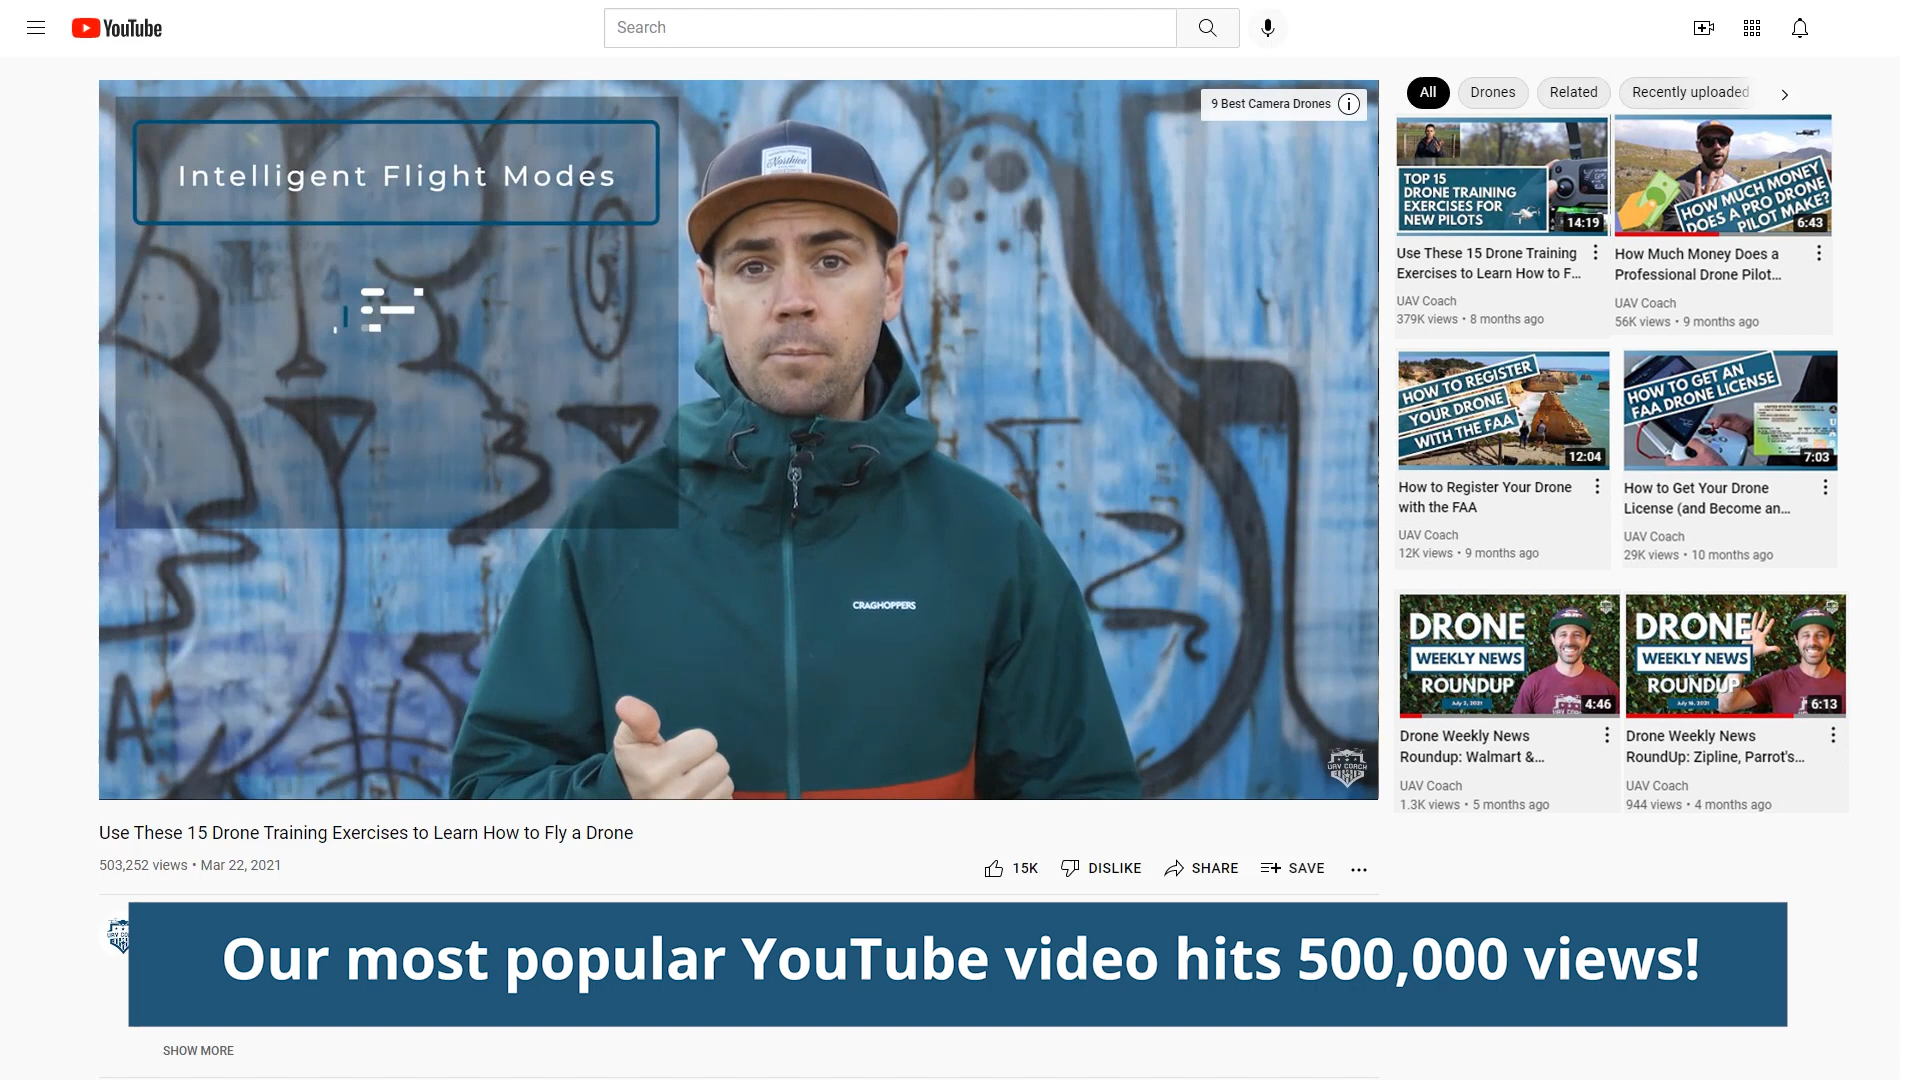 YouTube
Search
Intelligent Flight Modes
9 Best Camera Drones
Northien
CRAGHOPPERS
UAV COACH
Use These 15 Drone Training Exercises to Learn How to Fly a Drone
503,252 views • Mar 22, 2021
15K DISLIKE SHARE SAVE
Our most popular YouTube video hits 500,000 views!
SHOW MORE
All Drones Related Recently uploaded
TOP 15
DRONE TRAINING
EXERCISES FOR
NEW PILOTS
14:19
Use These 15 Drone Training
Exercises to Learn How to F...
UAV Coach
379K views • 8 months ago
HOW MUCH MONEY
DOES A PRO DRONE
PILOT MAKE?
6:43
How Much Money Does a
Professional Drone Pilot...
UAV Coach
56K views • 9 months ago
HOW TO REGISTER
YOUR DRONE
WITH THE FAA
12:04
How to Register Your Drone
with the FAA
UAV Coach
12K views • 9 months ago
HOW TO GET AN
FAA DRONE LICENSE
7:03
How to Get Your Drone
License (and Become an...
UAV Coach
29K views • 10 months ago
DRONE
WEEKLY NEWS
ROUNDUP
July 2, 2021
4:46
Drone Weekly News
Roundup: Walmart &...
UAV Coach
1.3K views • 5 months ago
DRONE
WEEKLY NEWS
ROUNDUP
July 16, 2021
6:13
Drone Weekly News
RoundUp: Zipline, Parrot's...
UAV Coach
944 views • 4 months ago